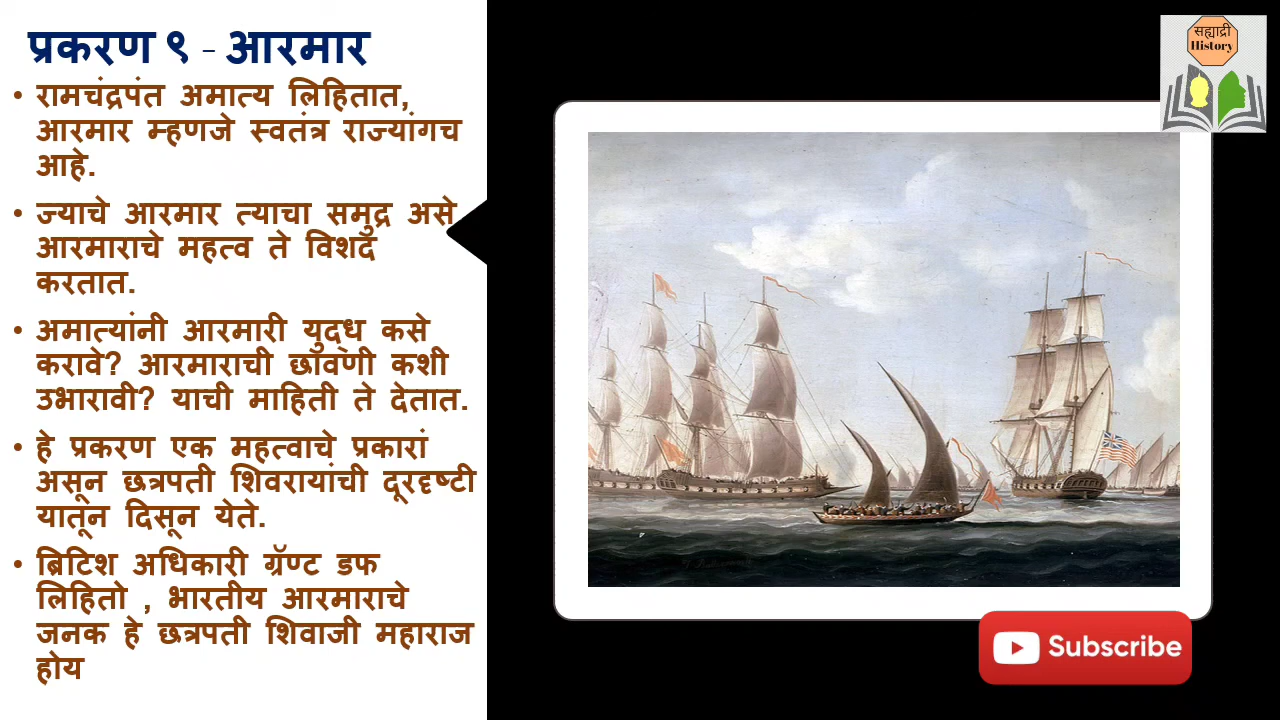 प्रकरण ९ - आरमार
• रामचंद्रपंत अमात्य लिहितात,
आरमार म्हणजे स्वतंत्र राज्यांगच
आहे.
• ज्याचे आरमार त्याचा समुद्र असे
आरमाराचे महत्व ते विशद
करतात.
• अमात्यांनी आरमारी युद्ध कसे
करावे? आरमाराची छावणी कशी
उभारावी? याची माहिती ते देतात.
• हे प्रकरण एक महत्वाचे प्रकारां
असून छत्रपती शिवरायांची दूरदृष्टी
यातून दिसून येते.
• ब्रिटिश अधिकारी ग्रॅण्ट डफ
लिहितो , भारतीय आरमाराचे
जनक हे छत्रपती शिवाजी महाराज
होय
सह्याद्री
History
Subscribe